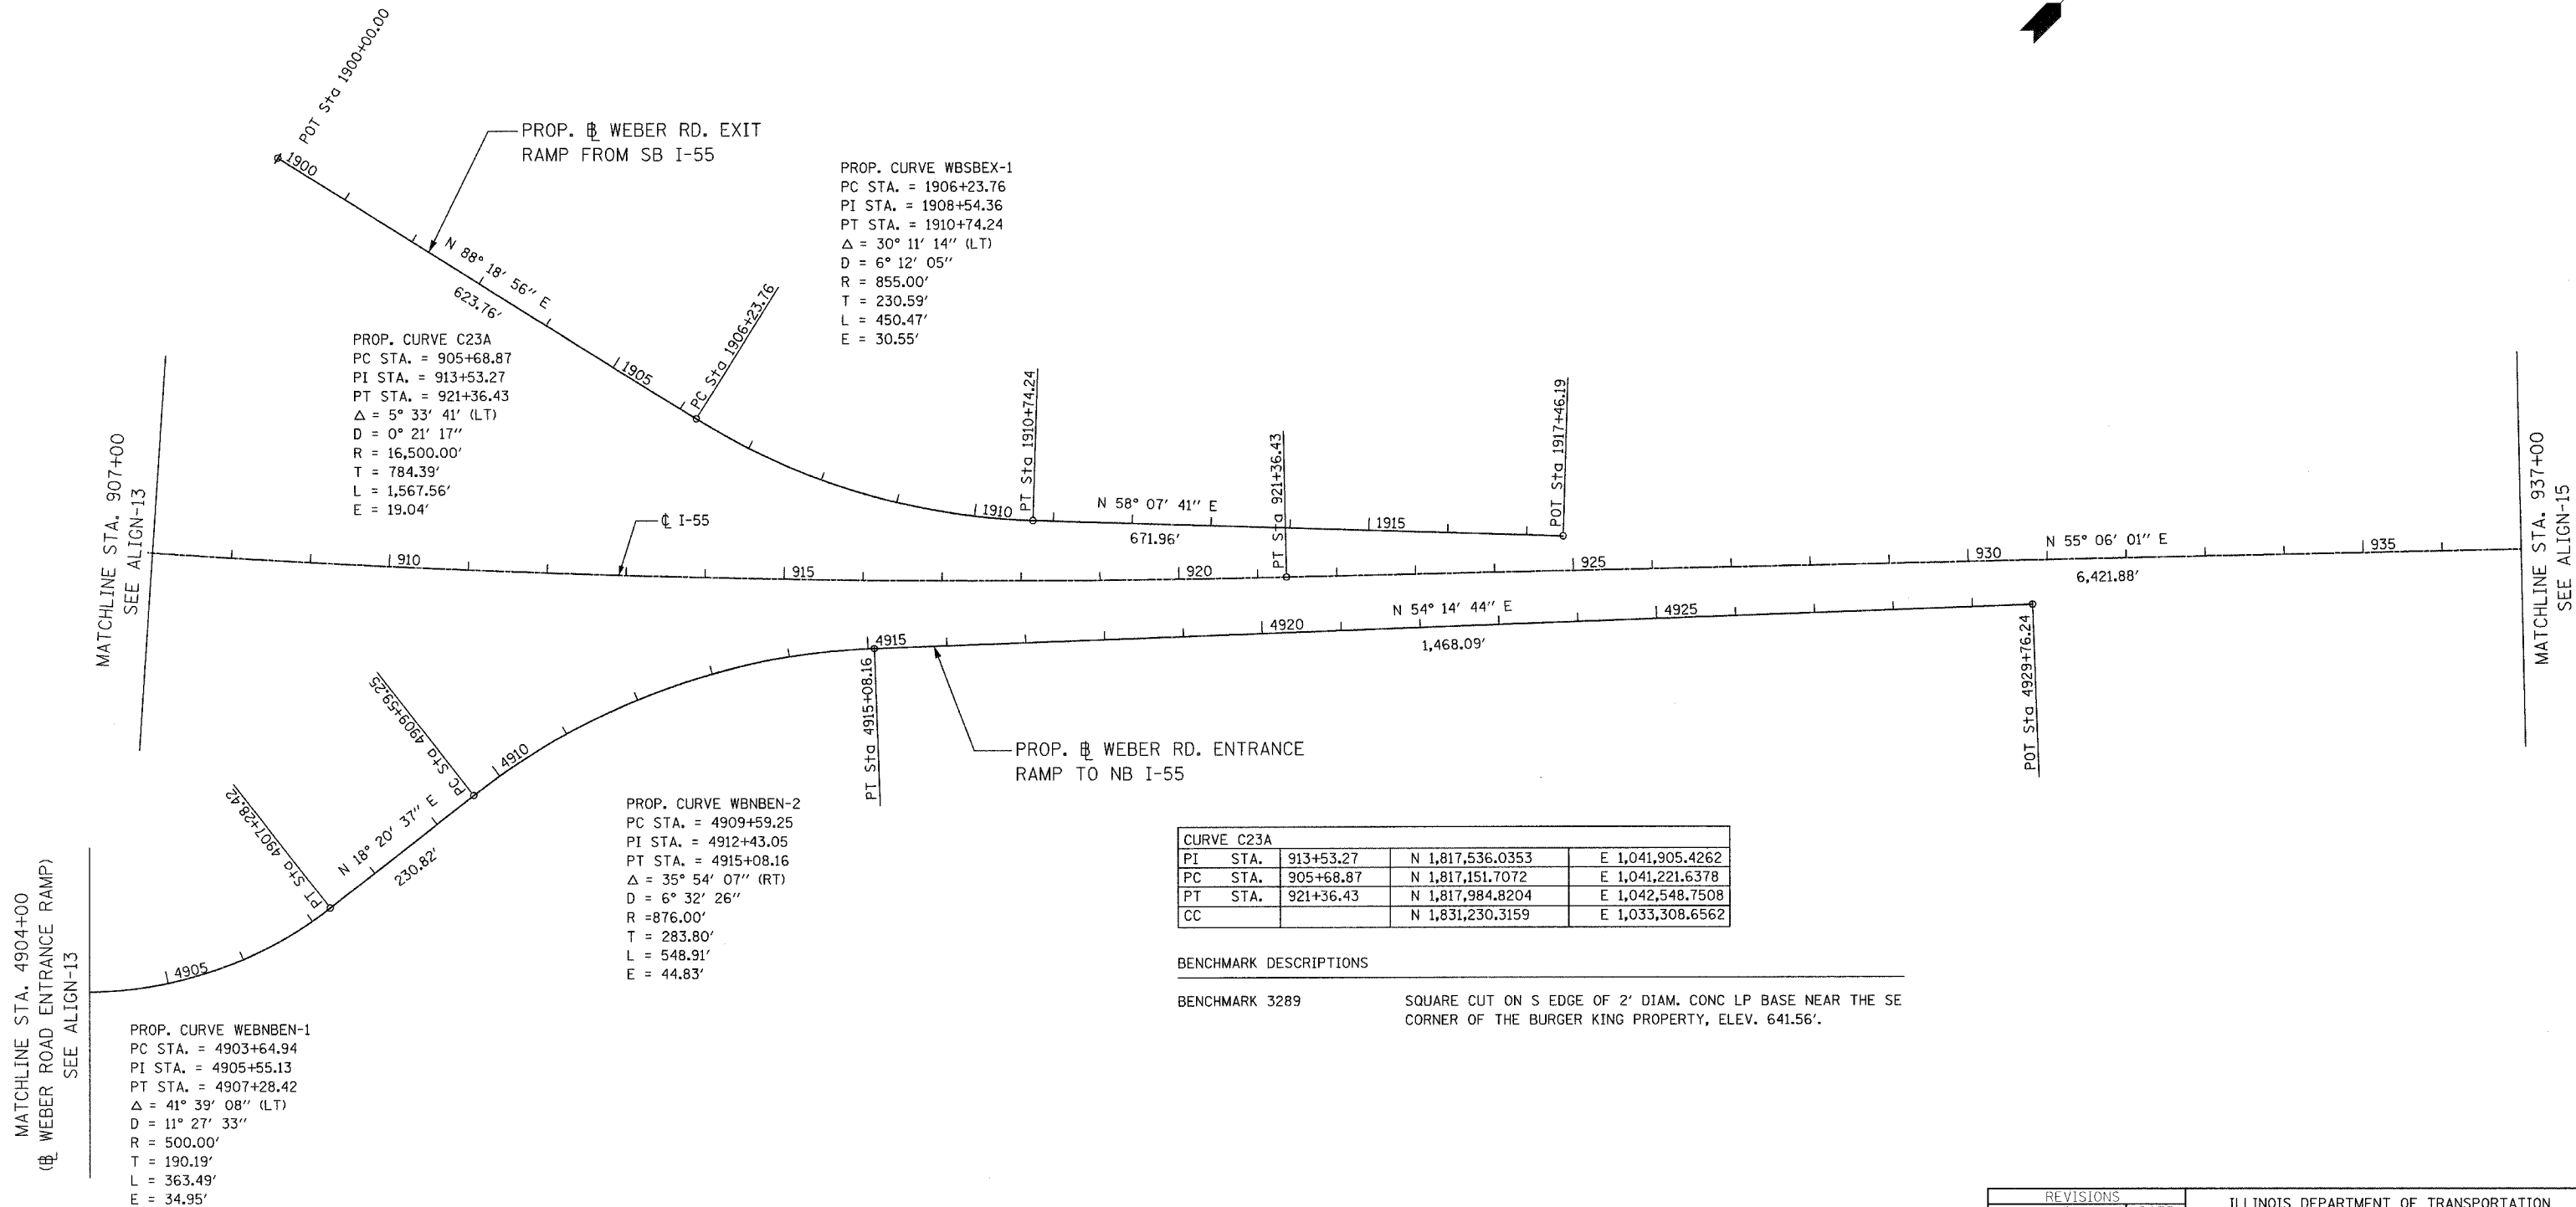 POT Sta 1900+00.00
1900
PROP. ⅊ WEBER RD. EXIT
RAMP FROM SB I-55
N 88° 18' 56" E
623.76'
1905
PC Sta 1906+23.76
PROP. CURVE WBSBEX-1
PC STA. = 1906+23.76
PI STA. = 1908+54.36
PT STA. = 1910+74.24
Δ = 30° 11' 14" (LT)
D = 6° 12' 05"
R = 855.00'
T = 230.59'
L = 450.47'
E = 30.55'
PROP. CURVE C23A
PC STA. = 905+68.87
PI STA. = 913+53.27
PT STA. = 921+36.43
Δ = 5° 33' 41' (LT)
D = 0° 21' 17"
R = 16,500.00'
T = 784.39'
L = 1,567.56'
E = 19.04'
MATCHLINE STA. 907+00
SEE ALIGN-13
℄ I-55
1910
PT Sta 1910+74.24
N 58° 07' 41" E
671.96'
PT Sta 921+36.43
1915
POT Sta 1917+46.19
910
915
920
925
930
N 55° 06' 01" E
6,421.88'
935
MATCHLINE STA. 937+00
SEE ALIGN-15
4915
4920
N 54° 14' 44" E
1,468.09'
4925
POT Sta 4929+76.24
PT Sta 4915+08.16
PROP. ⅊ WEBER RD. ENTRANCE
RAMP TO NB I-55
PC Sta 4909+59.25
4910
PT Sta 4907+28.42
N 18° 20' 37" E
230.82'
4905
MATCHLINE STA. 4904+00
(⅊ WEBER ROAD ENTRANCE RAMP)
SEE ALIGN-13
PROP. CURVE WBNBEN-2
PC STA. = 4909+59.25
PI STA. = 4912+43.05
PT STA. = 4915+08.16
Δ = 35° 54' 07" (RT)
D = 6° 32' 26"
R =876.00'
T = 283.80'
L = 548.91'
E = 44.83'
PROP. CURVE WEBNBEN-1
PC STA. = 4903+64.94
PI STA. = 4905+55.13
PT STA. = 4907+28.42
Δ = 41° 39' 08" (LT)
D = 11° 27' 33"
R = 500.00'
T = 190.19'
L = 363.49'
E = 34.95'
CURVE C23A
PI STA. 913+53.27 N 1,817,536.0353 E 1,041,905.4262
PC STA. 905+68.87 N 1,817,151.7072 E 1,041,221.6378
PT STA. 921+36.43 N 1,817,984.8204 E 1,042,548.7508
CC N 1,831,230.3159 E 1,033,308.6562
BENCHMARK DESCRIPTIONS
BENCHMARK 3289 SQUARE CUT ON S EDGE OF 2' DIAM. CONC LP BASE NEAR THE SE
CORNER OF THE BURGER KING PROPERTY, ELEV. 641.56'.
REVISIONS
ILLINOIS DEPARTMENT OF TRANSPORTATION